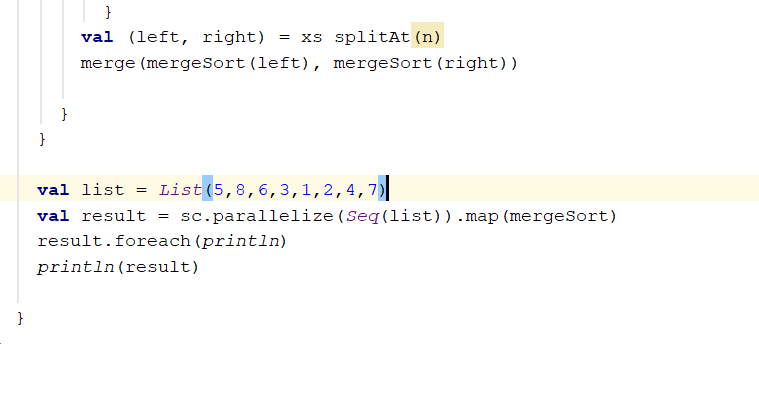 }
val (left, right) = xs splitAt(n)
merge(mergeSort(left), mergeSort(right))
}
}
val list = List(5,8,6,3,1,2,4,7)
val result = sc.parallelize(Seq(list)).map(mergeSort)
result.foreach(println)
println(result)
}